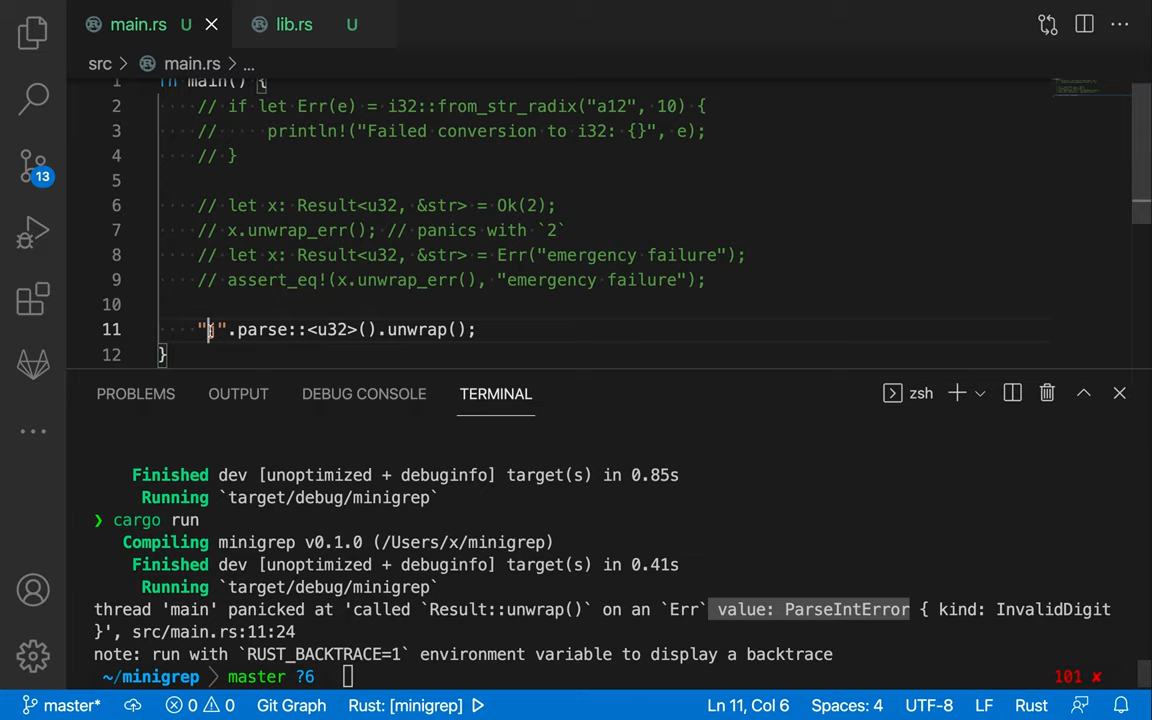 main.rs U
lib.rs U
src > main.rs > ...
1 fn main() {
2 // if let Err(e) = i32::from_str_radix("a12", 10) {
3 //     println!("Failed conversion to i32: {}", e);
4 // }
5
6 // let x: Result<u32, &str> = Ok(2);
7 // x.unwrap_err(); // panics with `2`
8 // let x: Result<u32, &str> = Err("emergency failure");
9 // assert_eq!(x.unwrap_err(), "emergency failure");
10
11 " ".parse::<u32>().unwrap();
12 }
13
PROBLEMS OUTPUT DEBUG CONSOLE TERMINAL
zsh
Finished dev [unoptimized + debuginfo] target(s) in 0.85s
Running `target/debug/minigrep`
❯ cargo run
Compiling minigrep v0.1.0 (/Users/x/minigrep)
Finished dev [unoptimized + debuginfo] target(s) in 0.41s
Running `target/debug/minigrep`
thread 'main' panicked at 'called `Result::unwrap()` on an `Err` value: ParseIntError { kind: InvalidDigit
}', src/main.rs:11:24
note: run with `RUST_BACKTRACE=1` environment variable to display a backtrace
~/minigrep > master ?6
101 ✘
master* 0 0 Git Graph Rust: [minigrep] Ln 11, Col 6 Spaces: 4 UTF-8 LF Rust